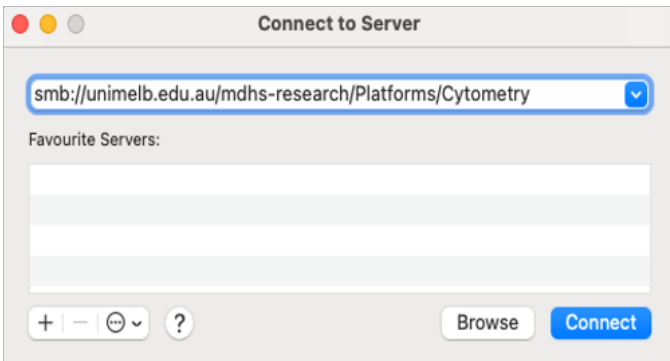 Connect to Server
smb://unimelb.edu.au/mdhs-research/Platforms/Cytometry
Favourite Servers:
+ − ?
Browse Connect